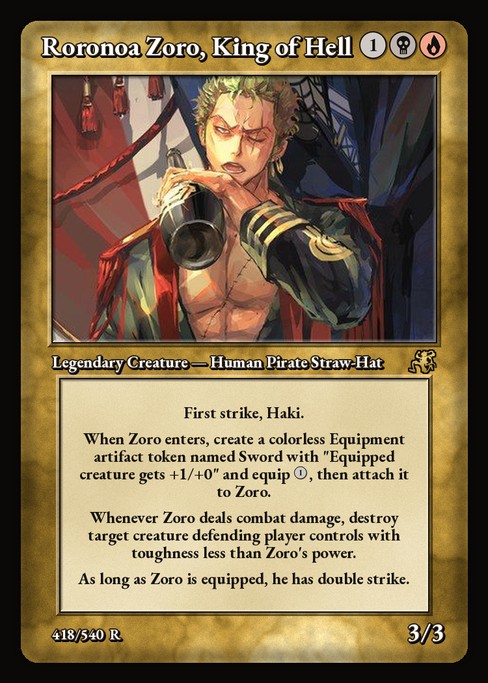 Roronoa Zoro, King of Hell 1
Legendary Creature — Human Pirate Straw-Hat
First strike, Haki.
When Zoro enters, create a colorless Equipment
artifact token named Sword with "Equipped
creature gets +1/+0" and equip 1, then attach it
to Zoro.
Whenever Zoro deals combat damage, destroy
target creature defending player controls with
toughness less than Zoro's power.
As long as Zoro is equipped, he has double strike.
418/540 R
3/3